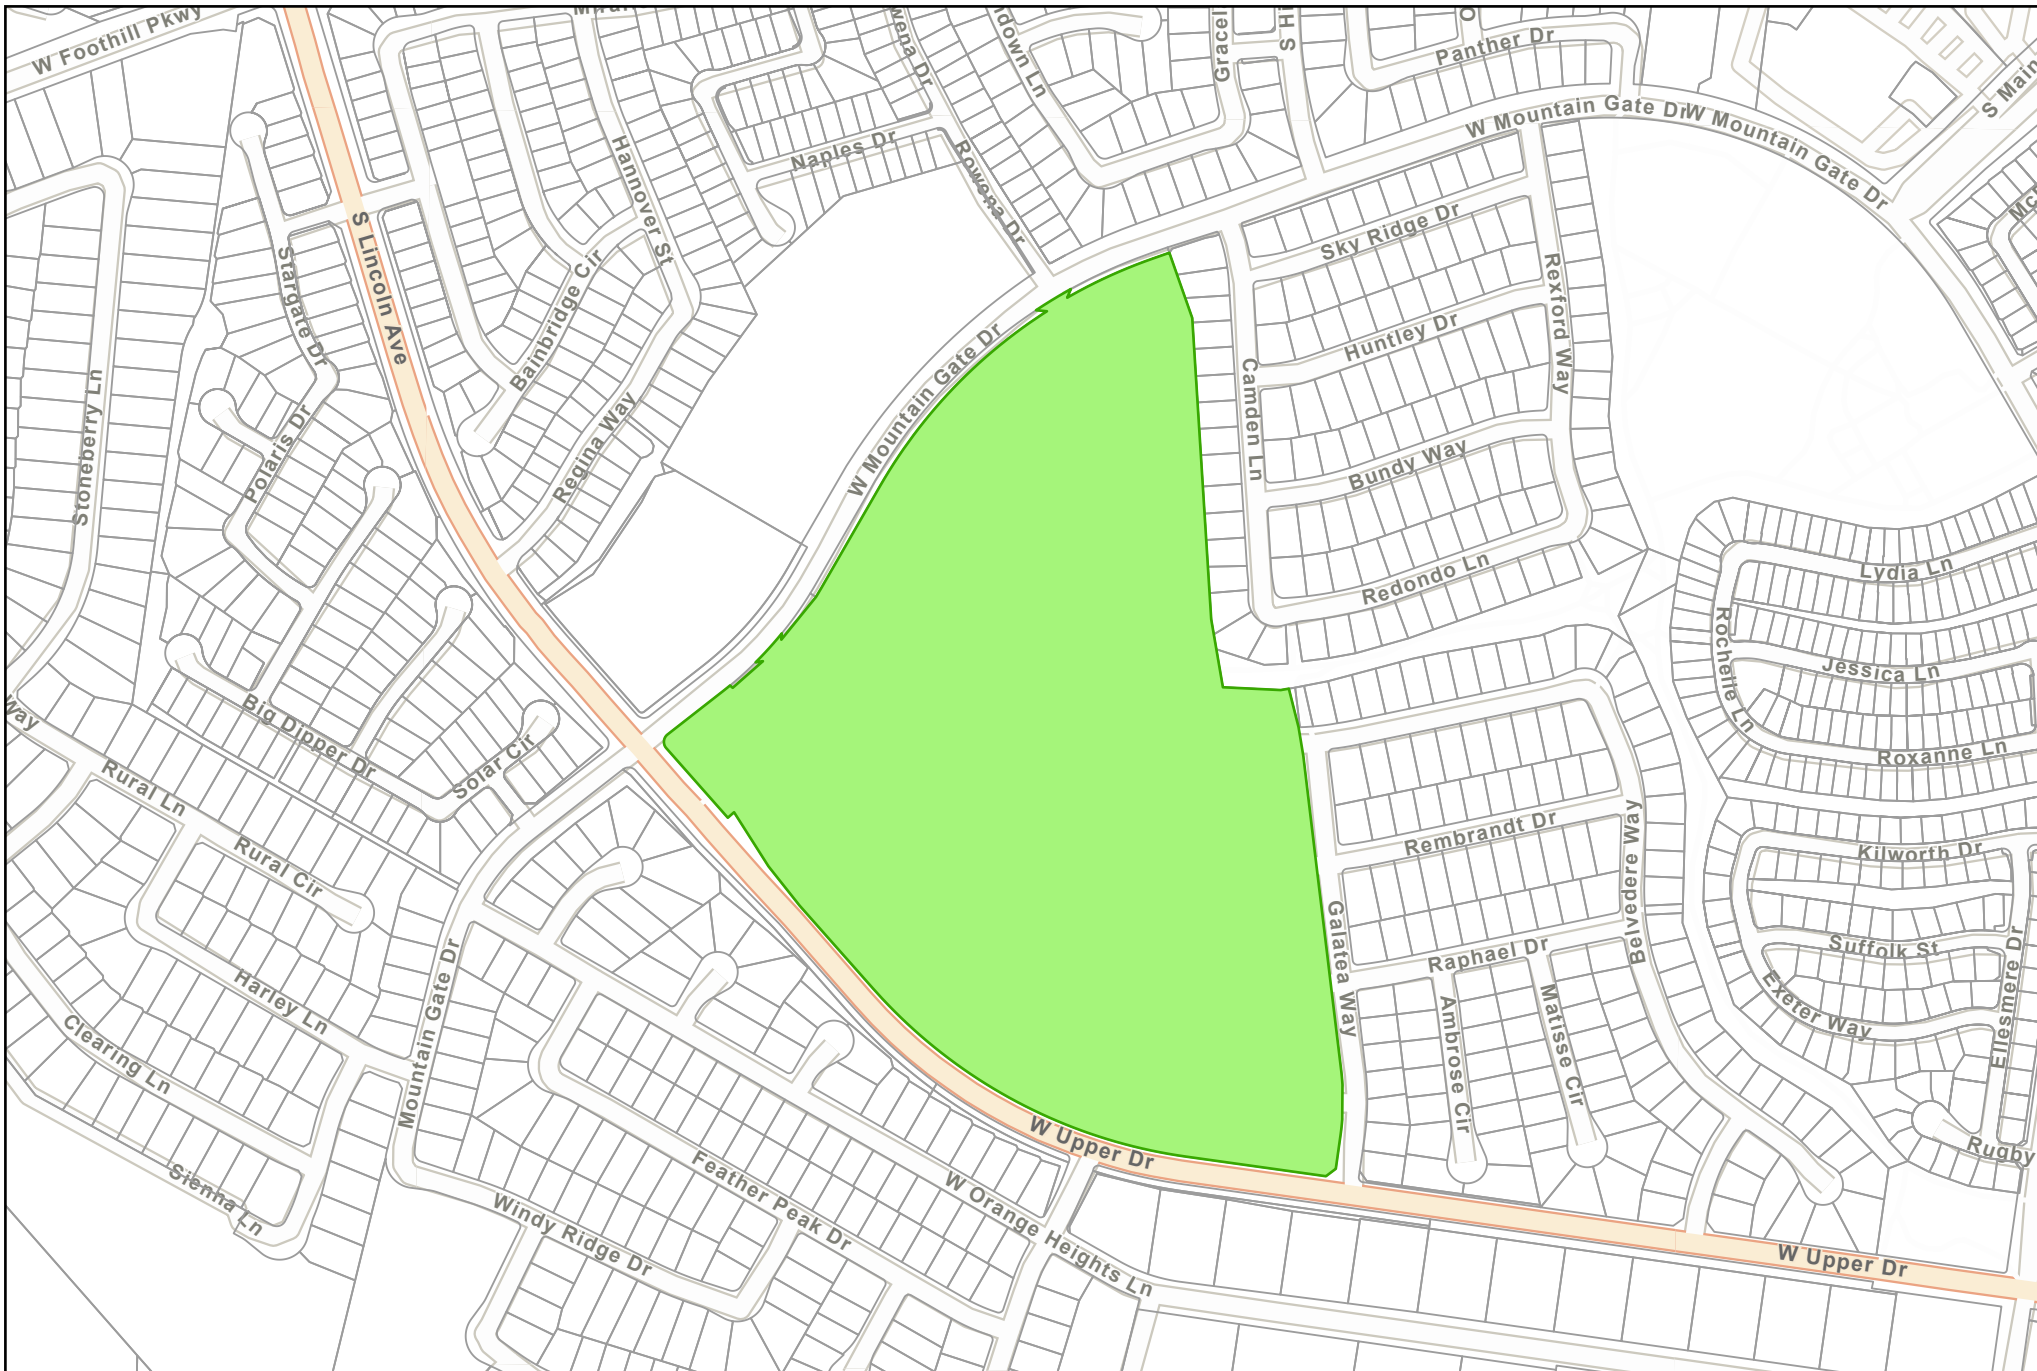 W Foothill Pkwy
Panther Dr
W Mountain Gate Dr
W Mountain Gate Dr
S Main
Hannover St
Naples Dr
Rowena Dr
S Lincoln Ave
Stargate Dr
Bainbridge Cir
Sky Ridge Dr
Rexford Way
Huntley Dr
W Mountain Gate Dr
Camden Ln
Stoneberry Ln
Polaris Dr
Regina Way
Bundy Way
Redondo Ln
Lydia Ln
Rochelle Ln
Jessica Ln
Roxanne Ln
Way
Big Dipper Dr
Solar Cir
Rural Ln
Rural Cir
Rembrandt Dr
Belvedere Way
Kilworth Dr
Galatea Way
Raphael Dr
Suffolk St
Ellesmere Dr
Exeter Way
Harley Ln
Mountain Gate Dr
Clearing Ln
Ambrose Cir
Matisse Cir
W Upper Dr
Rugby
Sienna Ln
Feather Peak Dr
W Orange Heights Ln
Windy Ridge Dr
W Upper Dr